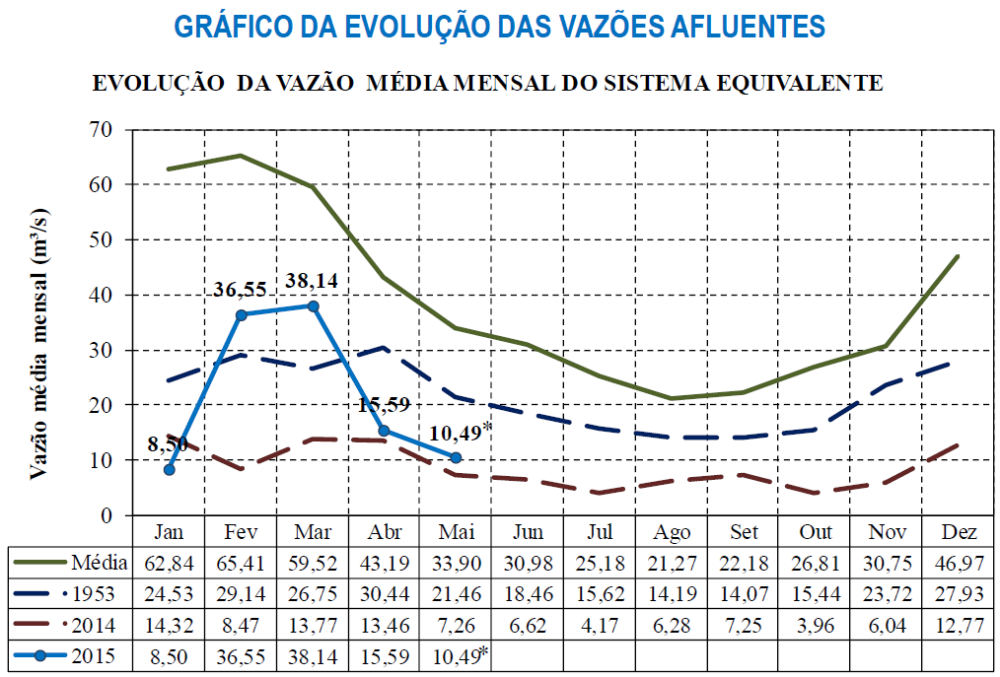 GRÁFICO DA EVOLUÇÃO DAS VAZÕES AFLUENTES
EVOLUÇÃO DA VAZÃO MÉDIA MENSAL DO SISTEMA EQUIVALENTE
Vazão média mensal (m³/s)
70
60
50
40
30
20
10
0
8,50
36,55
38,14
15,59
10,49*
Jan Fev Mar Abr Mai Jun Jul Ago Set Out Nov Dez
Média 62,84 65,41 59,52 43,19 33,90 30,98 25,18 21,27 22,18 26,81 30,75 46,97
1953 24,53 29,14 26,75 30,44 21,46 18,46 15,62 14,19 14,07 15,44 23,72 27,93
2014 14,32 8,47 13,77 13,46 7,26 6,62 4,17 6,28 7,25 3,96 6,04 12,77
2015 8,50 36,55 38,14 15,59 10,49*